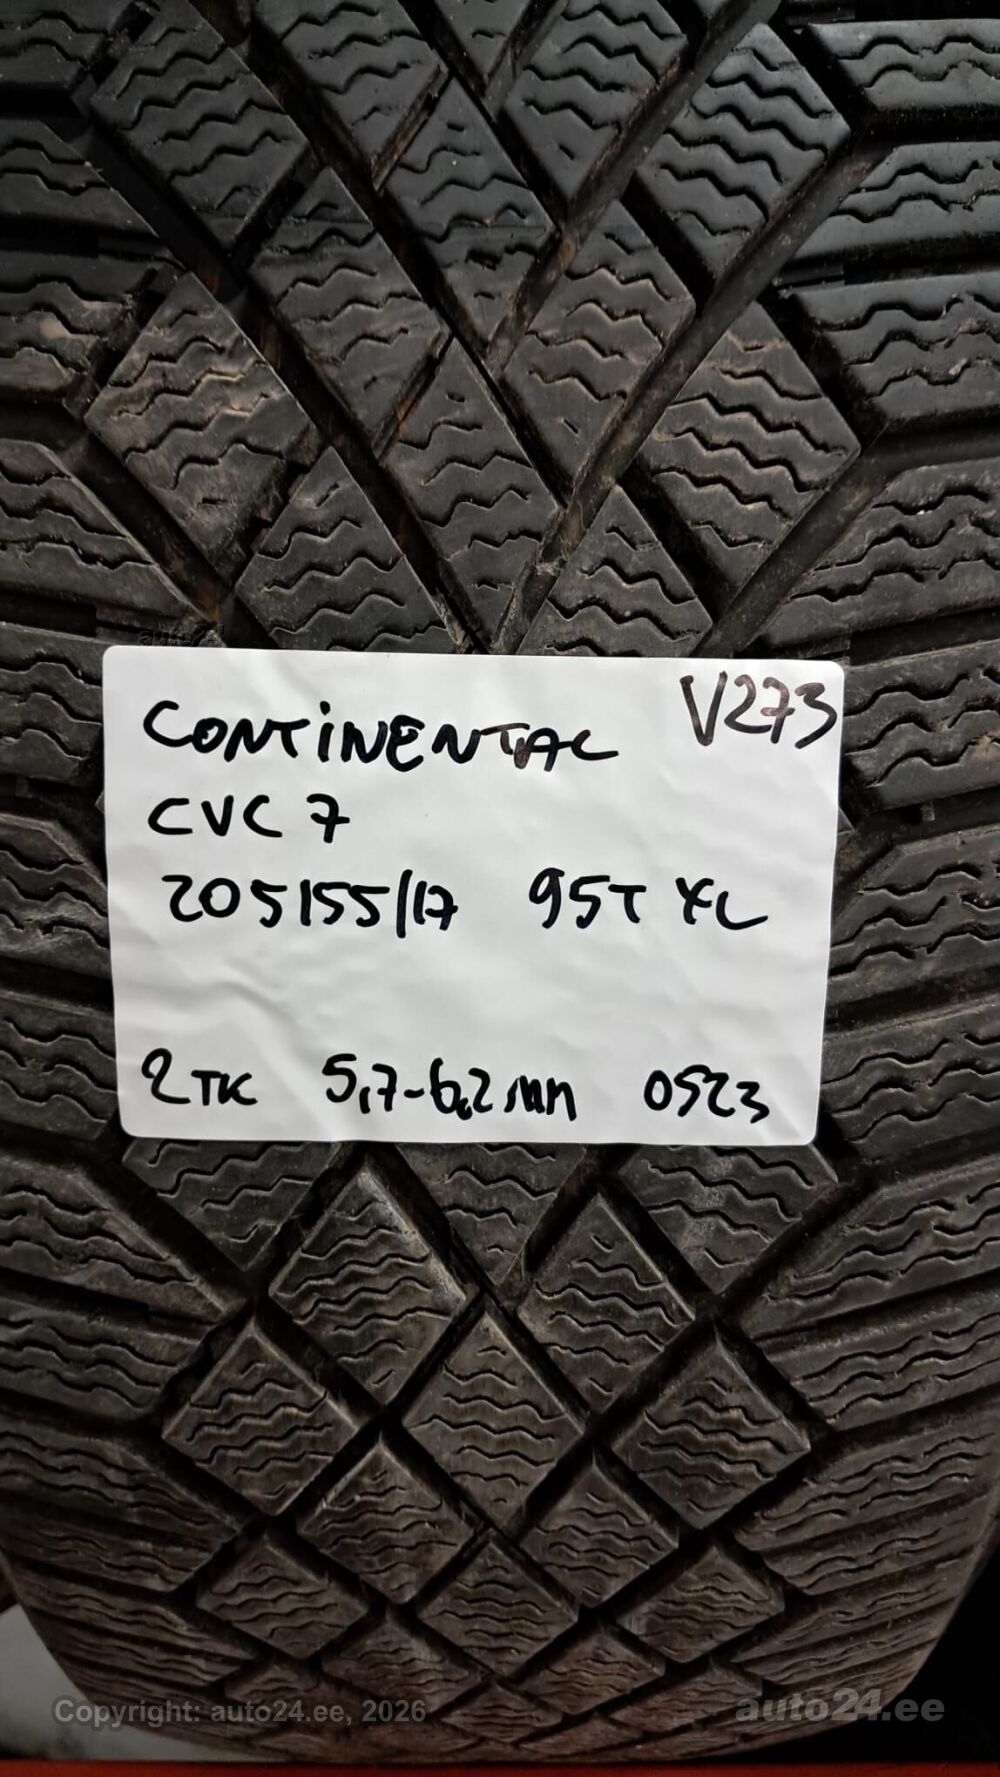 V273
CONTINENTAL
CVC 7
205/55/17 95T XL
2TK 5,7-6,2mm 0523
Copyright: auto24.ee, 2026
auto24.ee